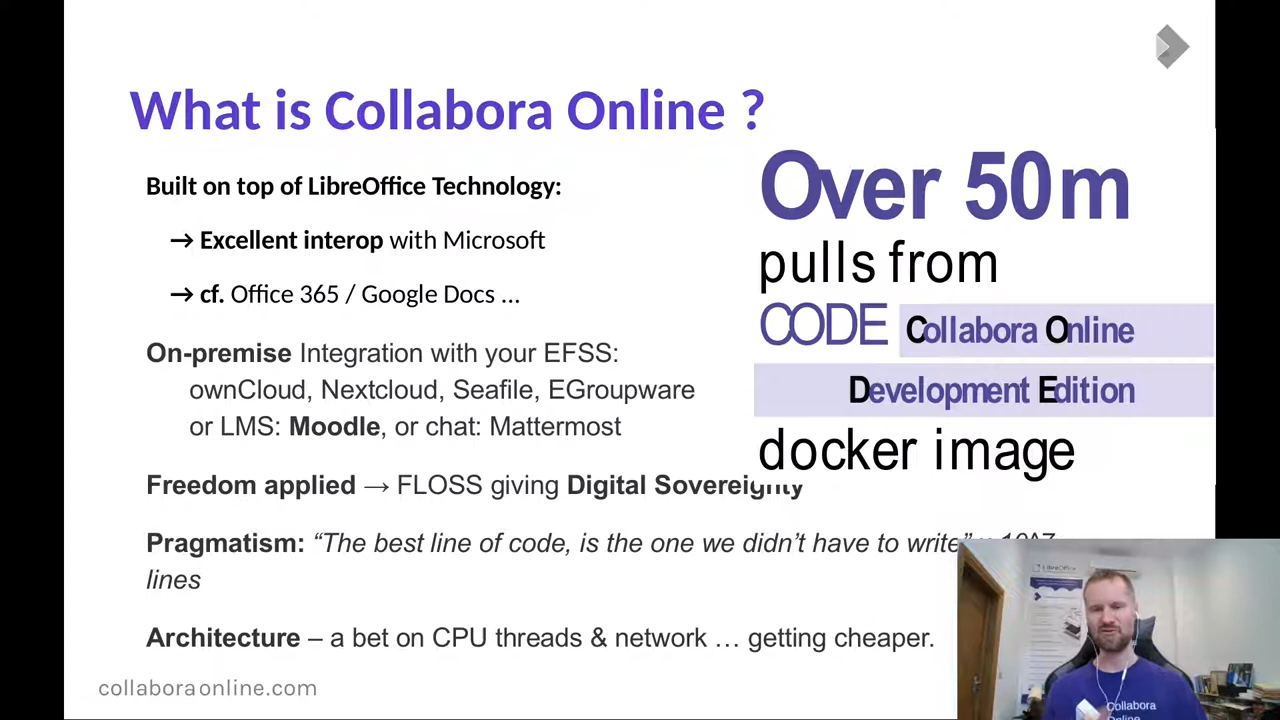 What is Collabora Online ?
Built on top of LibreOffice Technology:
→ Excellent interop with Microsoft
→ cf. Office 365 / Google Docs ...
On-premise Integration with your EFSS:
ownCloud, Nextcloud, Seafile, EGroupware
or LMS: Moodle, or chat: Mattermost
Freedom applied → FLOSS giving Digital Sovereignty
Pragmatism: “The best line of code, is the one we didn’t have to write” x 10^7
lines
Architecture – a bet on CPU threads & network … getting cheaper.
collaboraonline.com
Over 50m
pulls from
CODE Collabora Online
Development Edition
docker image
LibreOffice
Collabora
Online